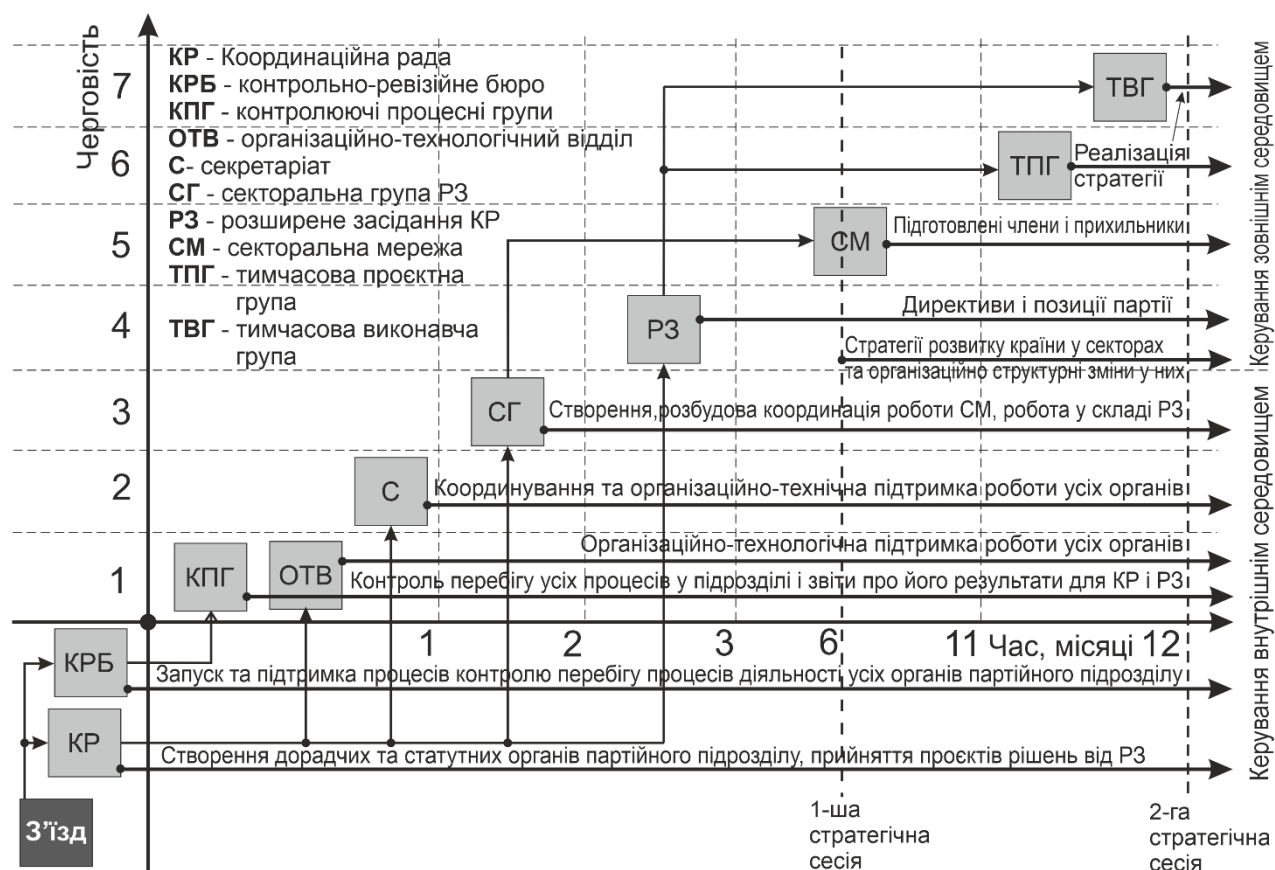 Черговість
7
6
5
4
3
2
1
КР - Координаційна рада
КРБ - контрольно-ревізійне бюро
КПГ - контролюючі процесні групи
ОТВ - організаційно-технологічний відділ
С- секретаріат
СГ - секторальна група РЗ
РЗ - розширене засідання КР
СМ - секторальна мережа
ТПГ - тимчасова проєктна
група
ТВГ - тимчасова виконавча
група
ТВГ
ТПГ
Реалізація
стратегії
СМ
Підготовлені члени і прихильники
РЗ
Директиви і позиції партії
Стратегії розвитку країни у секторах
та організаційно структурні зміни у них
СГ
Створення,розбудова координація роботи СМ, робота у складі РЗ
С
Координування та організаційно-технічна підтримка роботи усіх органів
КПГ
ОТВ
Організаційно-технологічна підтримка роботи усіх органів
Контроль перебігу усіх процесів у підрозділі і звіти про його результати для КР і РЗ
1 2 3 6 11 Час, місяці 12
КРБ
Запуск та підтримка процесів контролю перебігу процесів діяльності усіх органів партійного підрозділу
КР
Створення дорадчих та статутних органів партійного підрозділу, прийняття проєктів рішень від РЗ
З’їзд
1-ша
стратегічна
сесія
2-га
стратегічна
сесія
Керування зовнішнім середовищем
Керування внутрішнім середовищем